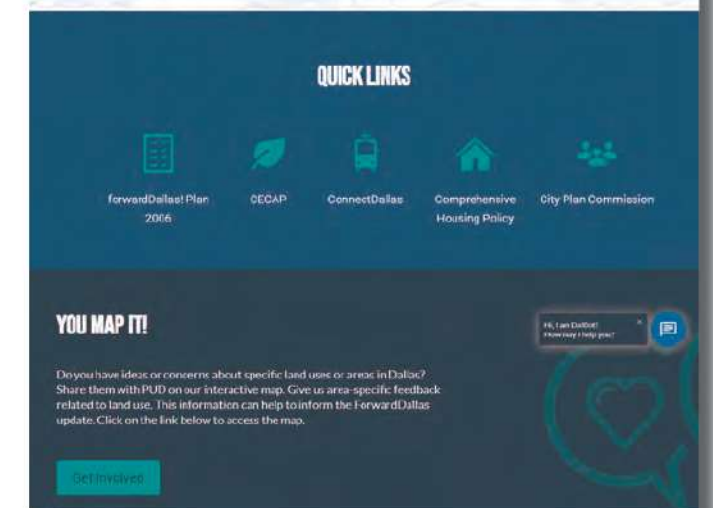 QUICK LINKS
forwardDallas! Plan
2006
CECAP
ConnectDallas
Comprehensive
Housing Policy
City Plan Commission
YOU MAP IT!
Hi, I am DalBot!
How may I help you?
Do you have ideas or concerns about specific land uses or areas in Dallas?
Share them with PUD on our interactive map. Give us area-specific feedback
related to land use. This information can help to inform the ForwardDallas
update. Click on the link below to access the map.
Get Involved